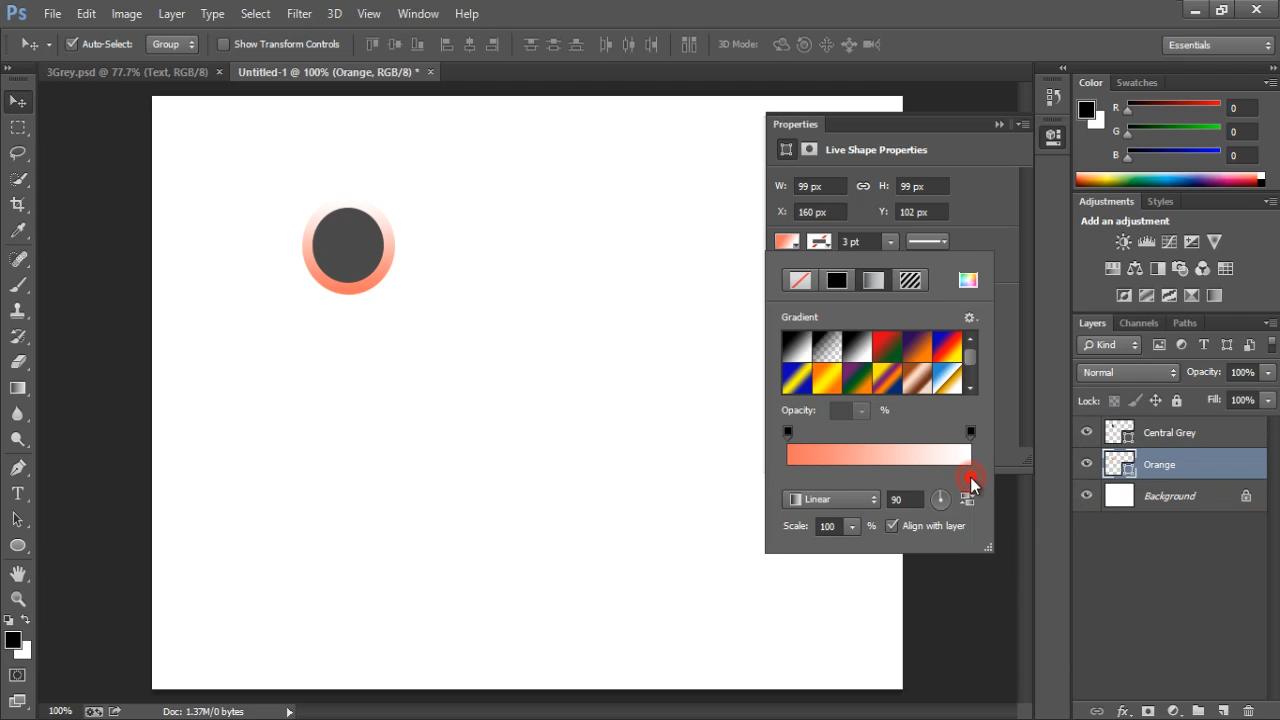 Ps File Edit Image Layer Type Select Filter 3D View Window Help
Auto-Select: Group Show Transform Controls 3D Mode: Essentials
3Grey.psd @ 77.7% (Text, RGB/8) × Untitled-1 @ 100% (Orange, RGB/8) * ×
Color Swatches
R 0
G 0
B 0
Properties
Live Shape Properties
W: 99 px H: 99 px
X: 160 px Y: 102 px
3 pt
Gradient
Opacity: %
Linear 90
Scale: 100 % Align with layer
Adjustments Styles
Add an adjustment
Layers Channels Paths
Kind
Normal Opacity: 100%
Lock: Fill: 100%
Central Grey
Orange
Background
100% Doc: 1.37M/0 bytes